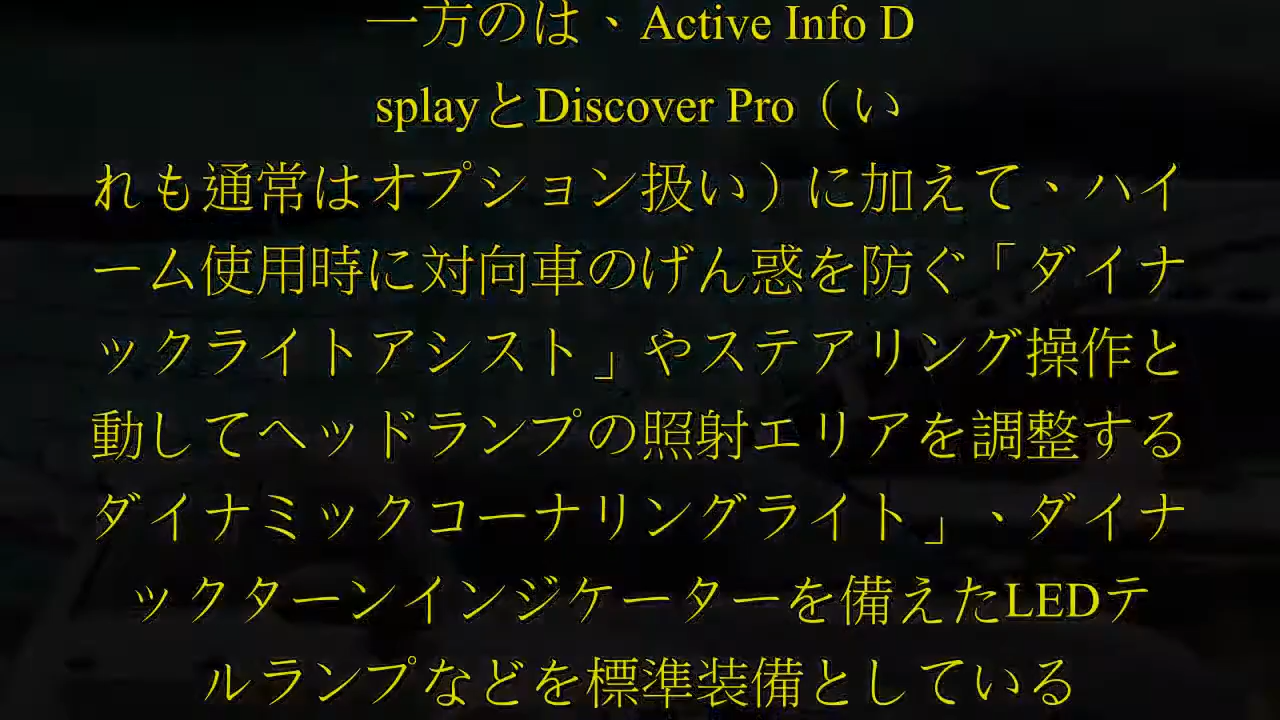 一方のは、Active Info D
splayとDiscover Pro（い
れも通常はオプション扱い）に加えて、ハイ
ーム使用時に対向車のげん惑を防ぐ「ダイナ
ックライトアシスト」やステアリング操作と
動してヘッドランプの照射エリアを調整する
ダイナミックコーナリングライト」、ダイナ
ックターンインジケーターを備えたLEDテ
ルランプなどを標準装備としている